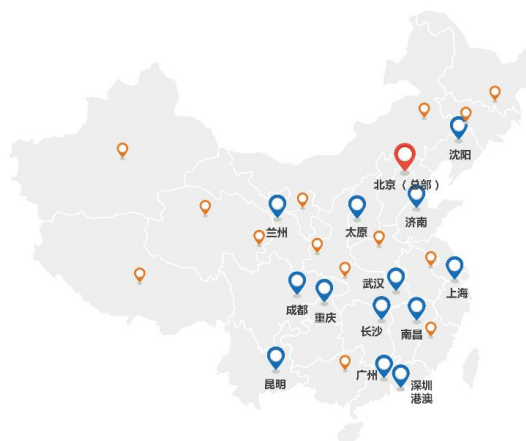 沈阳
北京（总部）
济南
兰州
太原
武汉
上海
成都
重庆
长沙
南昌
昆明
广州
深圳
港澳